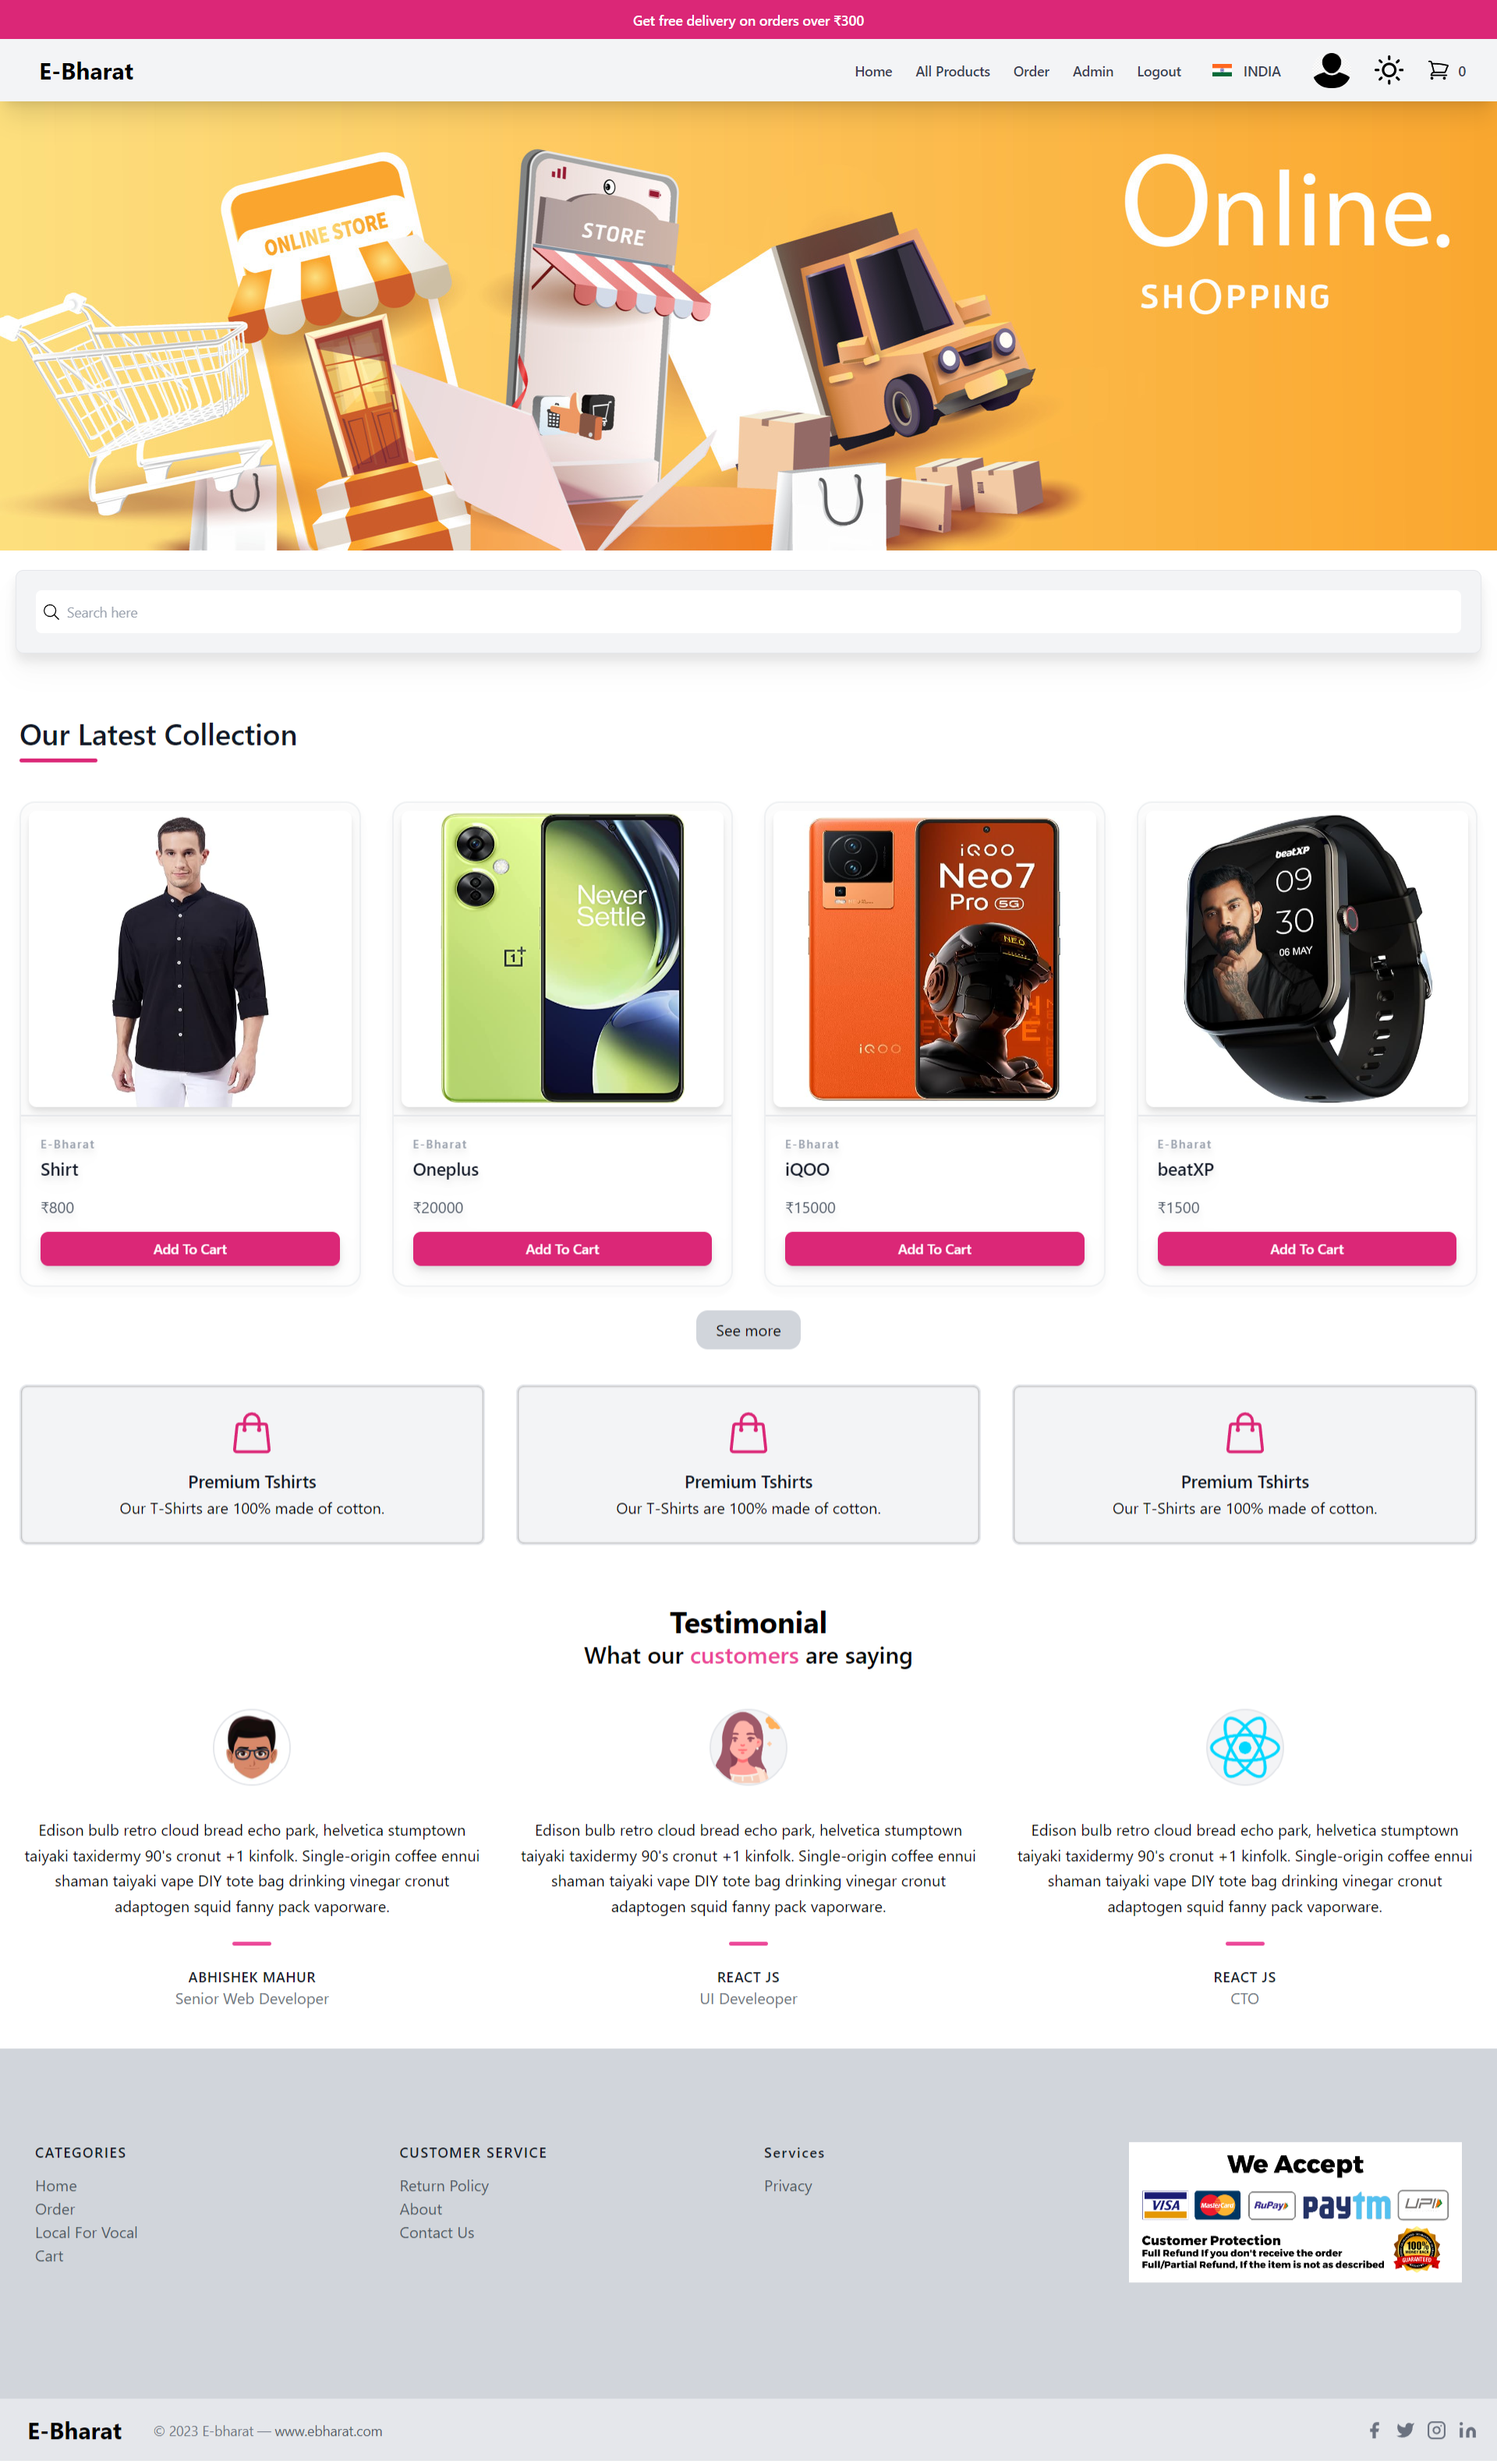 Get free delivery on orders over ₹300
E-Bharat
Home All Products Order Admin Logout INDIA 0
ONLINE STORE
STORE
Online.
SHOPPING
Search here
Our Latest Collection
Never
Settle
iQOO
Neo7
Pro 5G
NEO
iQOO
beatXP
09
30
06 MAY
E-Bharat
Shirt
₹800
Add To Cart
E-Bharat
Oneplus
₹20000
Add To Cart
E-Bharat
iQOO
₹15000
Add To Cart
E-Bharat
beatXP
₹1500
Add To Cart
See more
Premium Tshirts
Our T-Shirts are 100% made of cotton.
Premium Tshirts
Our T-Shirts are 100% made of cotton.
Premium Tshirts
Our T-Shirts are 100% made of cotton.
Testimonial
What our customers are saying
Edison bulb retro cloud bread echo park, helvetica stumptown
taiyaki taxidermy 90's cronut +1 kinfolk. Single-origin coffee ennui
shaman taiyaki vape DIY tote bag drinking vinegar cronut
adaptogen squid fanny pack vaporware.
ABHISHEK MAHUR
Senior Web Developer
Edison bulb retro cloud bread echo park, helvetica stumptown
taiyaki taxidermy 90's cronut +1 kinfolk. Single-origin coffee ennui
shaman taiyaki vape DIY tote bag drinking vinegar cronut
adaptogen squid fanny pack vaporware.
REACT JS
UI Develeoper
Edison bulb retro cloud bread echo park, helvetica stumptown
taiyaki taxidermy 90's cronut +1 kinfolk. Single-origin coffee ennui
shaman taiyaki vape DIY tote bag drinking vinegar cronut
adaptogen squid fanny pack vaporware.
REACT JS
CTO
CATEGORIES
Home
Order
Local For Vocal
Cart
CUSTOMER SERVICE
Return Policy
About
Contact Us
Services
Privacy
We Accept
VISA MasterCard RuPay paytm UPI
Customer Protection
Full Refund If you don't receive the order
Full/Partial Refund, If the item is not as described
100%
MONEY BACK
GUARANTEED
E-Bharat © 2023 E-bharat — www.ebharat.com